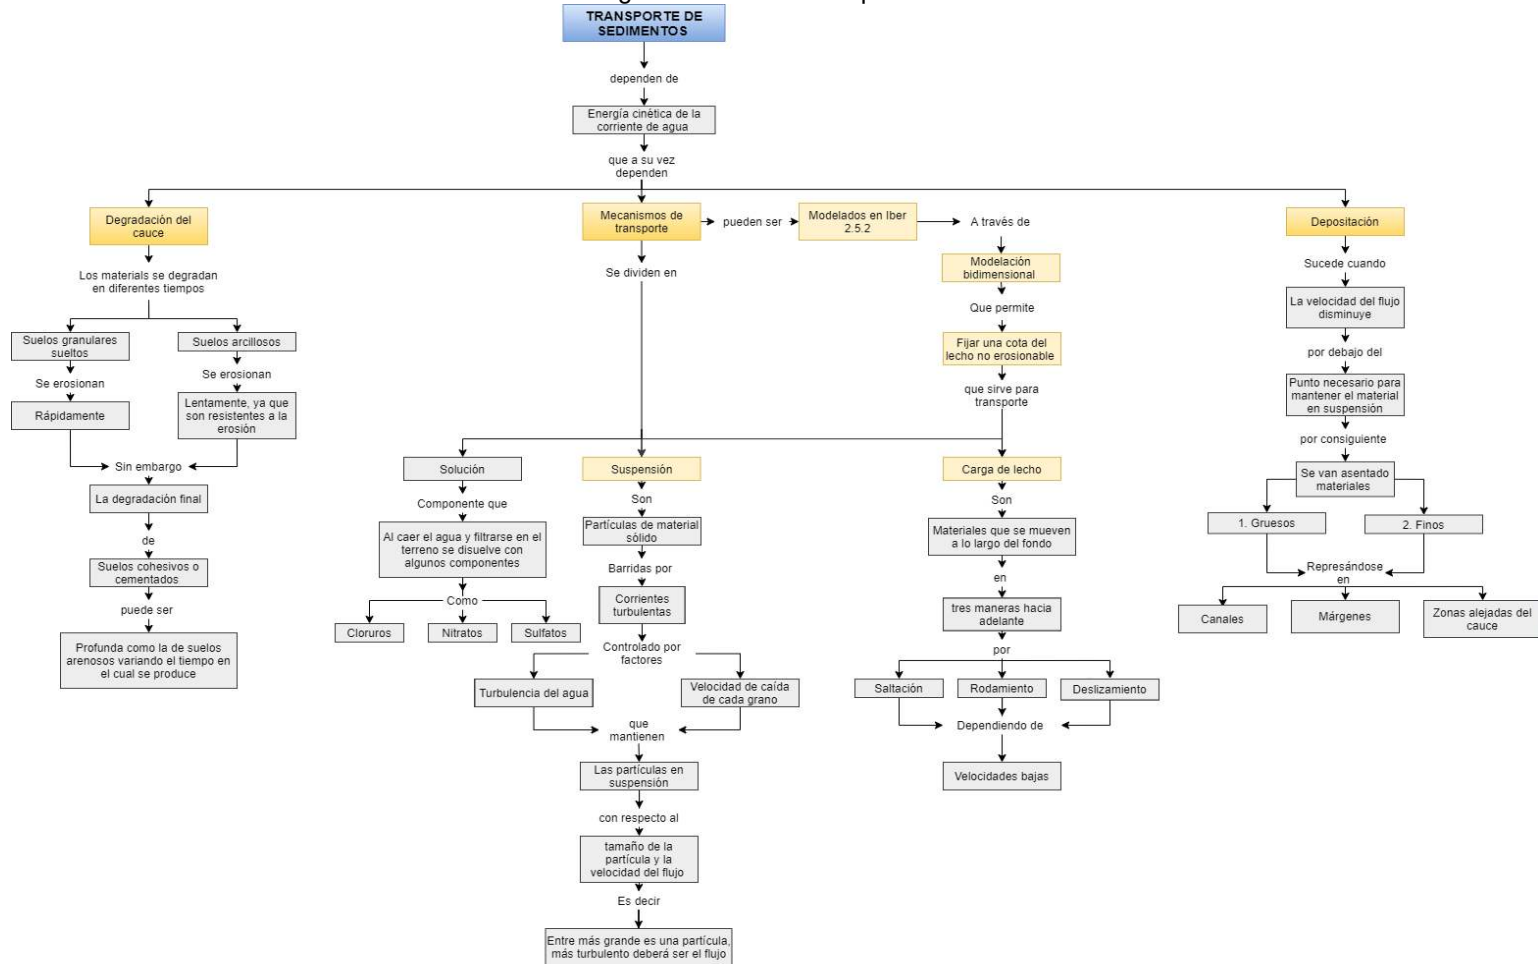 TRANSPORTE DE
SEDIMENTOS
dependen de
Energía cinética de la
corriente de agua
que a su vez
dependen
Degradación del
cauce
Los materials se degradan
en diferentes tiempos
Suelos granulares
sueltos
Suelos arcillosos
Se erosionan
Se erosionan
Rápidamente
Lentamente, ya que
son resistentes a la
erosión
Sin embargo
La degradación final
de
Suelos cohesivos o
cementados
puede ser
Profunda como la de suelos
arenosos variando el tiempo en
el cual se produce
Mecanismos de
transporte
pueden ser
Modelados en Iber
2.5.2
A través de
Modelación
bidimensional
Que permite
Fijar una cota del
lecho no erosionable
que sirve para
transporte
Se dividen en
Solución
Componente que
Al caer el agua y filtrarse en el
terreno se disuelve con
algunos componentes
Como
Cloruros
Nitratos
Sulfatos
Suspensión
Son
Partículas de material
sólido
Barridas por
Corrientes
turbulentas
Controlado por
factores
Turbulencia del agua
Velocidad de caída
de cada grano
que
mantienen
Las partículas en
suspensión
con respecto al
tamaño de la
partícula y la
velocidad del flujo
Es decir
Entre más grande es una partícula,
más turbulento deberá ser el flujo
Carga de lecho
Son
Materiales que se mueven
a lo largo del fondo
en
tres maneras hacia
adelante
por
Saltación
Rodamiento
Deslizamiento
Dependiendo de
Velocidades bajas
Depositación
Sucede cuando
La velocidad del flujo
disminuye
por debajo del
Punto necesario para
mantener el material
en suspensión
por consiguiente
Se van asentado
materiales
1. Gruesos
2. Finos
Represándose
en
Canales
Márgenes
Zonas alejadas del
cauce